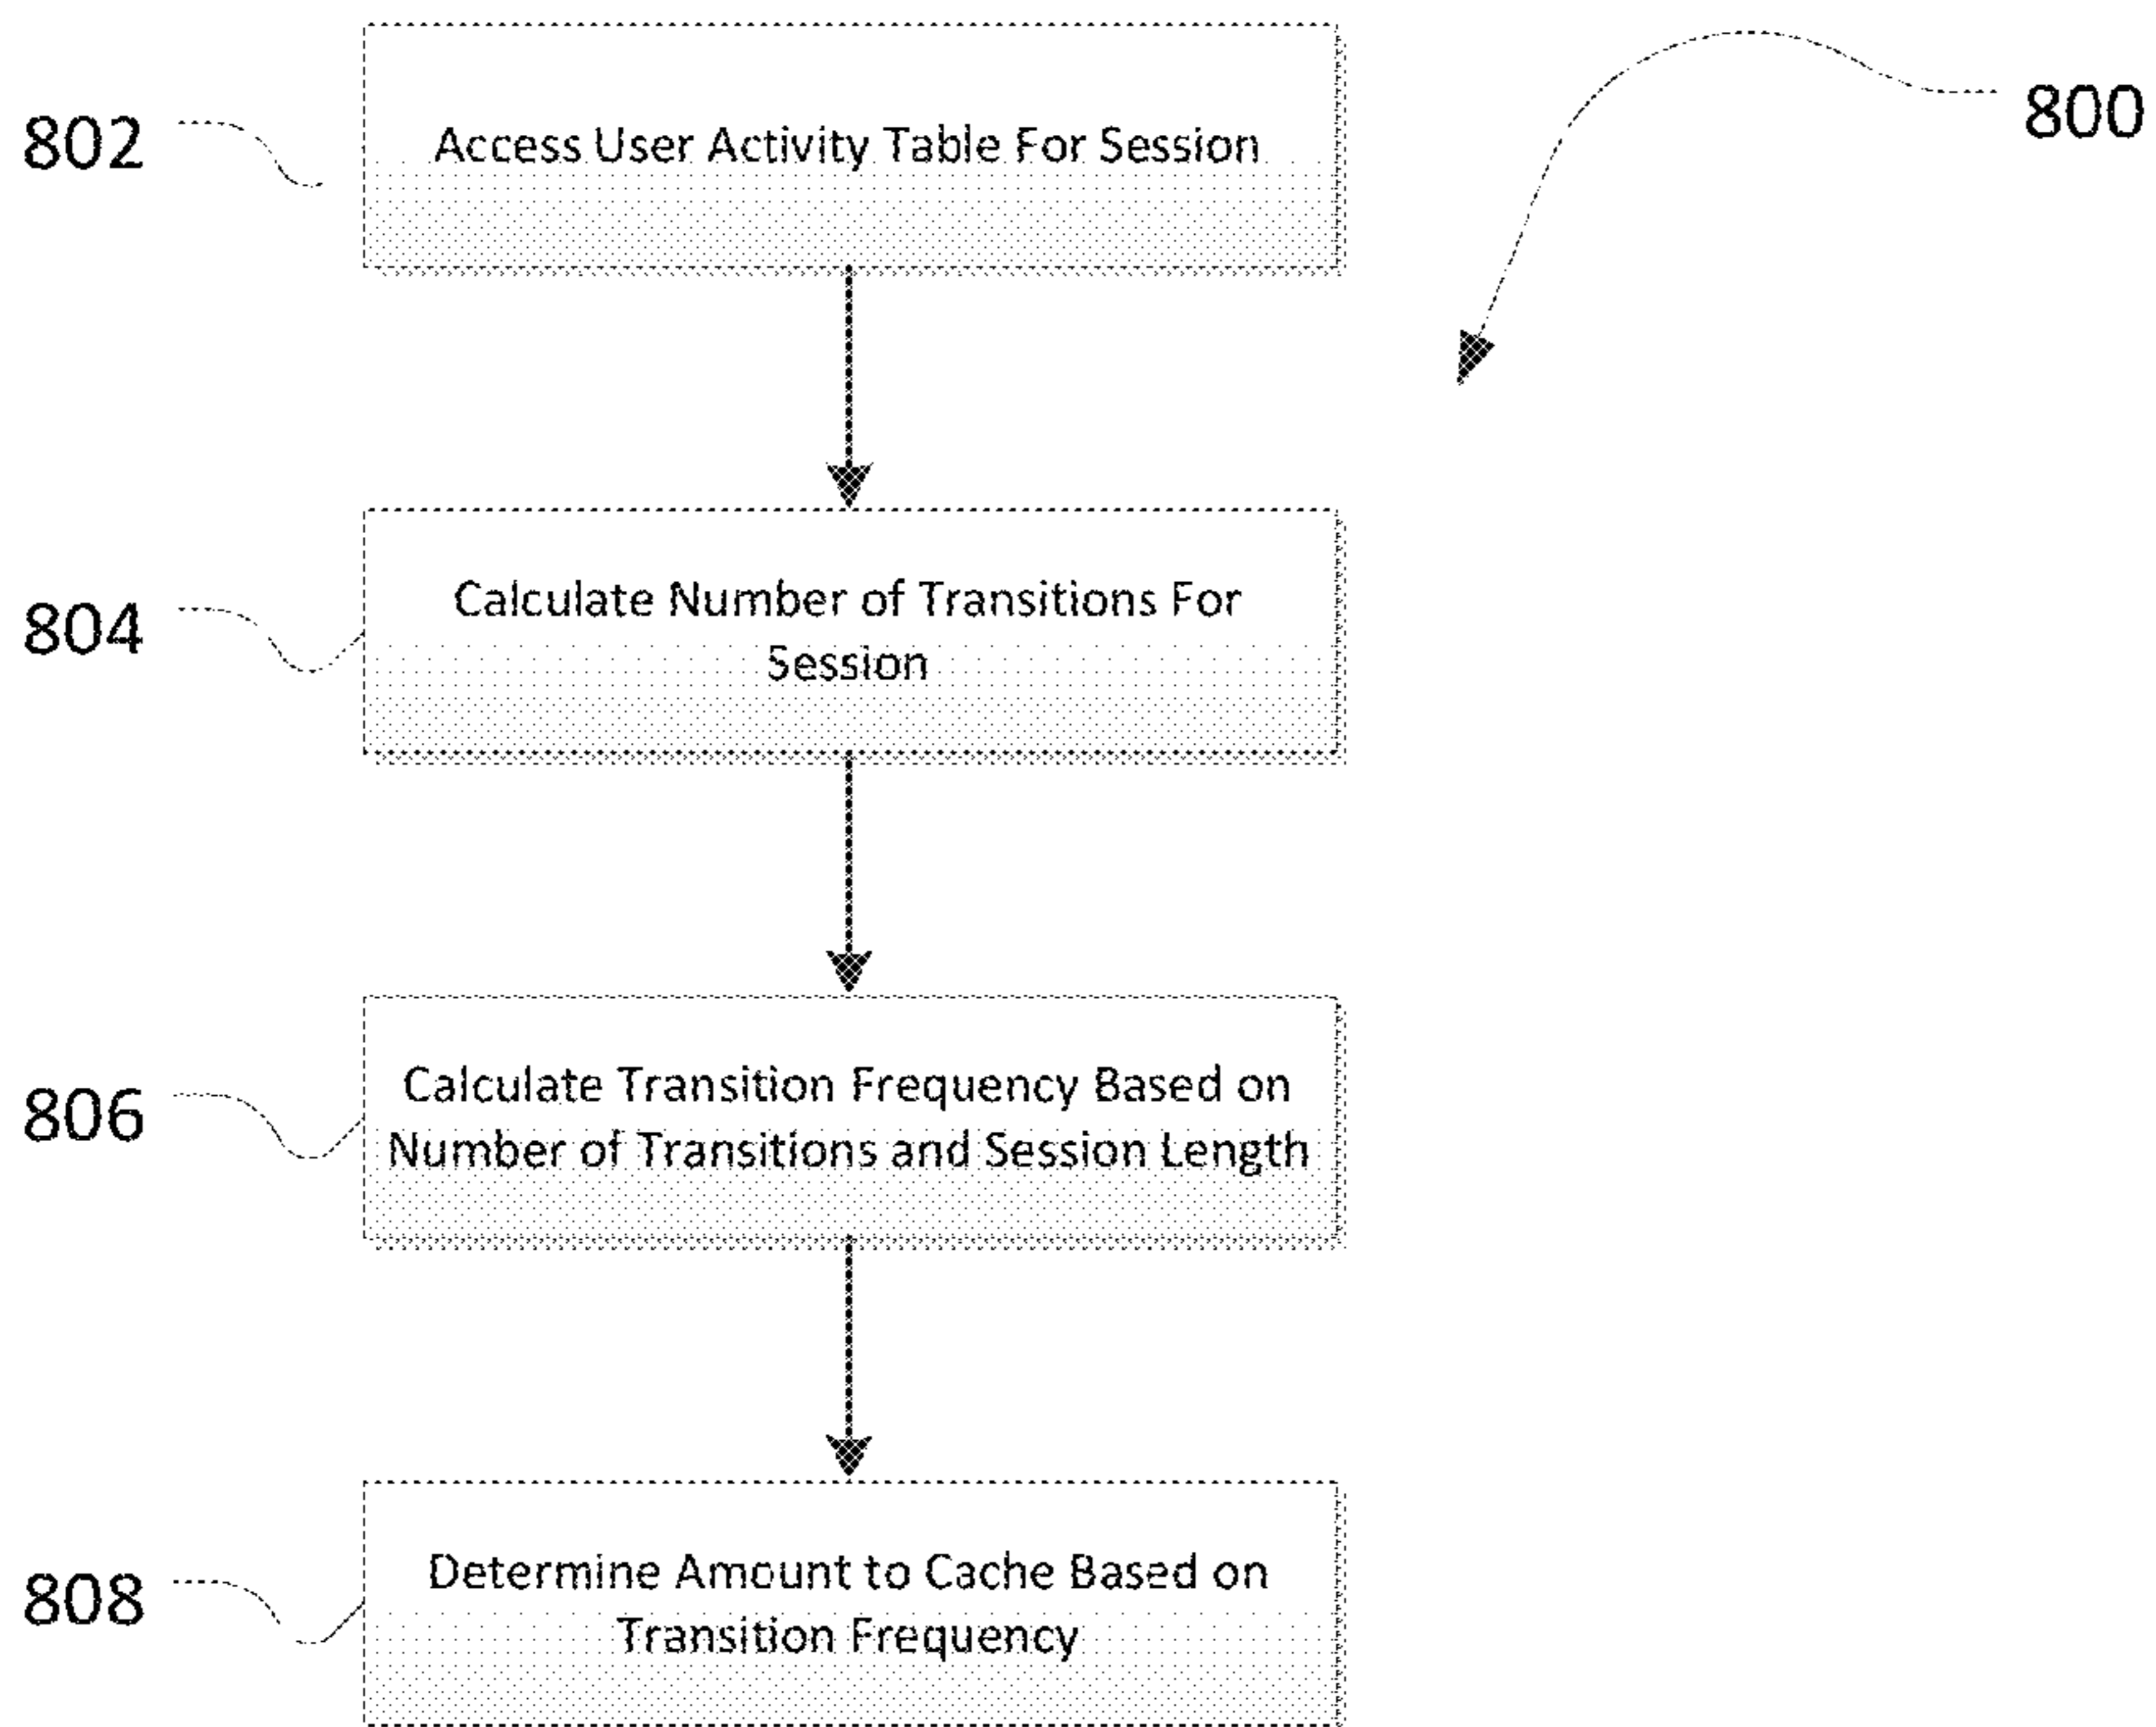 800
802
Access User Activity Table For Session
804
Calculate Number of Transitions For
Session
806
Calculate Transition Frequency Based on
Number of Transitions and Session Length
808
Determine Amount to Cache Based on
Transition Frequency